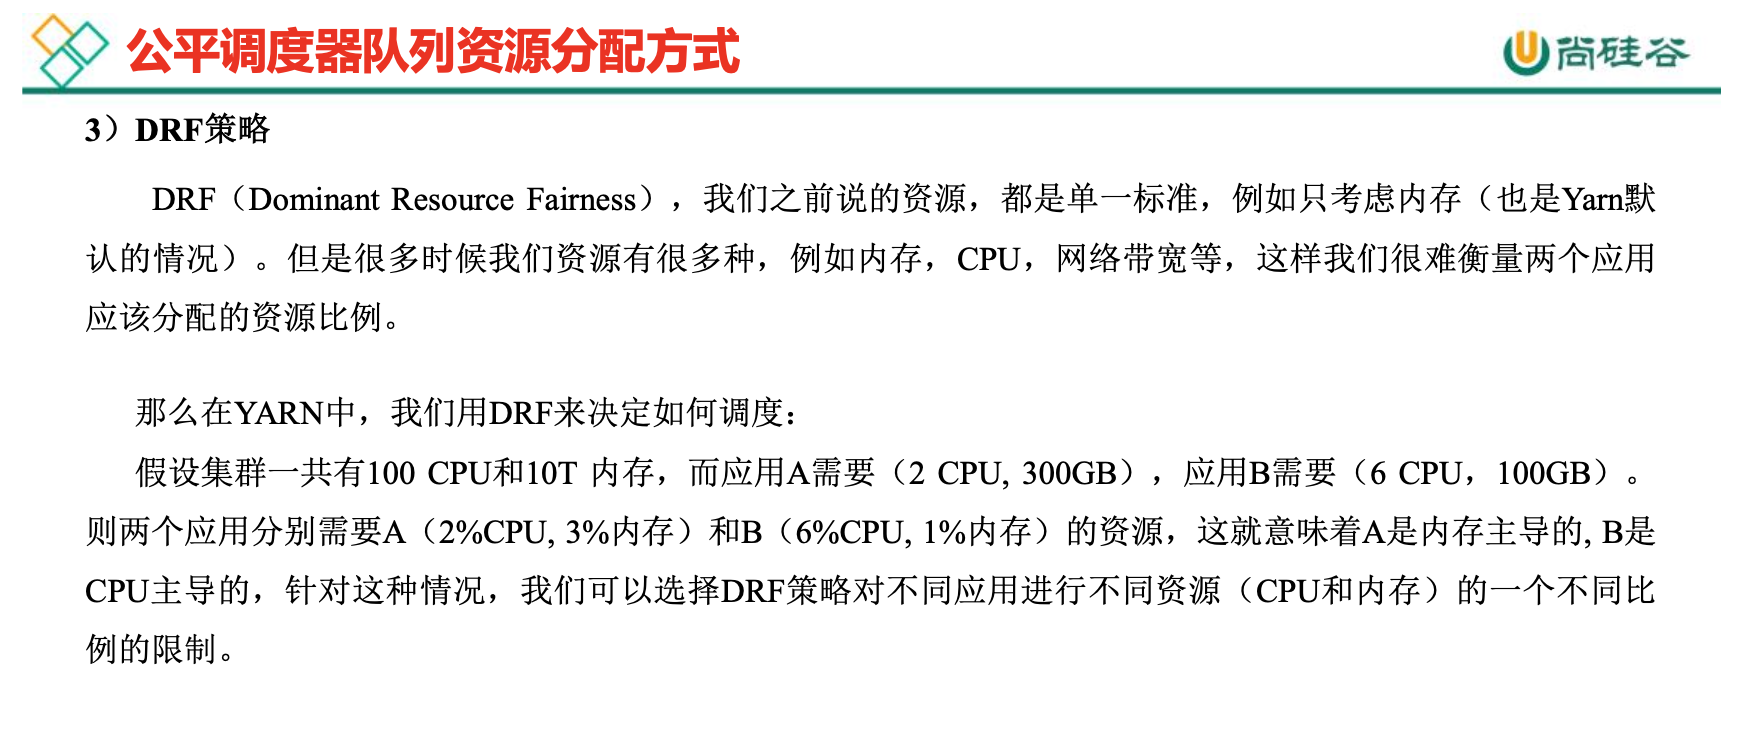 公平调度器队列资源分配方式
尚硅谷
3）DRF策略
DRF（Dominant Resource Fairness），我们之前说的资源，都是单一标准，例如只考虑内存（也是Yarn默
认的情况）。但是很多时候我们资源有很多种，例如内存，CPU，网络带宽等，这样我们很难衡量两个应用
应该分配的资源比例。
那么在YARN中，我们用DRF来决定如何调度：
假设集群一共有100 CPU和10T 内存，而应用A需要（2 CPU, 300GB），应用B需要（6 CPU，100GB）。
则两个应用分别需要A（2%CPU, 3%内存）和B（6%CPU, 1%内存）的资源，这就意味着A是内存主导的, B是
CPU主导的，针对这种情况，我们可以选择DRF策略对不同应用进行不同资源（CPU和内存）的一个不同比
例的限制。